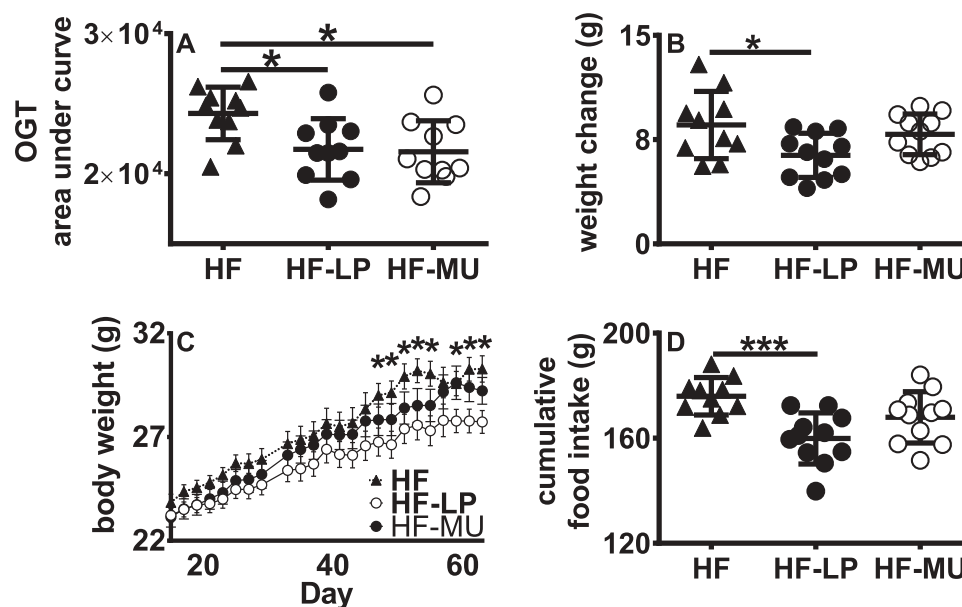 A
OGT
area under curve
3×10⁴
2×10⁴
*
*
HF HF-LP HF-MU
B
weight change (g)
15
8
0
*
HF HF-LP HF-MU
C
body weight (g)
32
27
22
** *** ***
HF
HF-LP
HF-MU
20 40 60
Day
D
cumulative
food intake (g)
200
160
120
***
HF HF-LP HF-MU